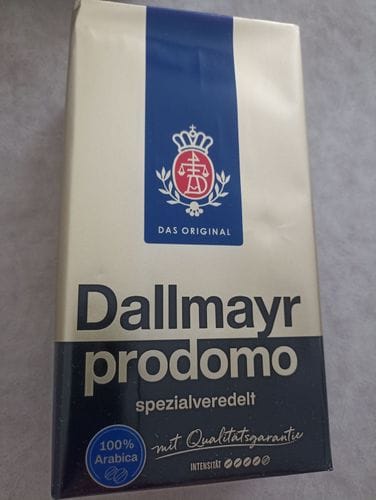 DAS ORIGINAL
Dallmayr
prodomo
spezialveredelt
100%
Arabica
mit Qualitätsgarantie
INTENSITÄT